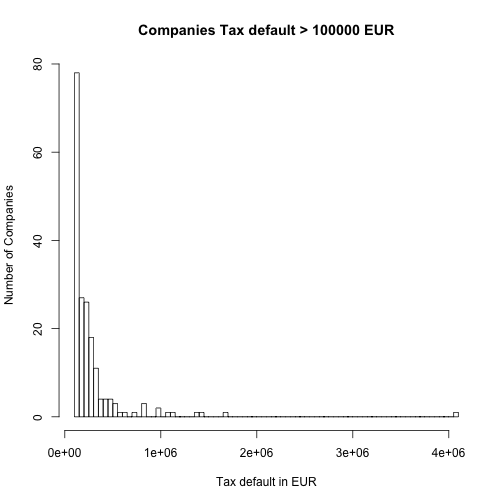 Companies Tax default > 100000 EUR
Number of Companies
80
60
40
20
0
0e+00 1e+06 2e+06 3e+06 4e+06
Tax default in EUR